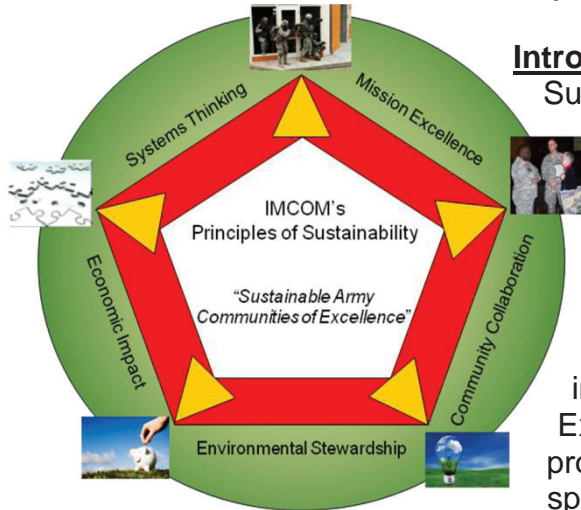 Intro
Su
Systems Thinking
Mission Excellence
IMCOM's
Principles of Sustainability
"Sustainable Army
Communities of Excellence"
Economic Impact
Community Collaboration
Environmental Stewardship
in
Ex
pro
sp